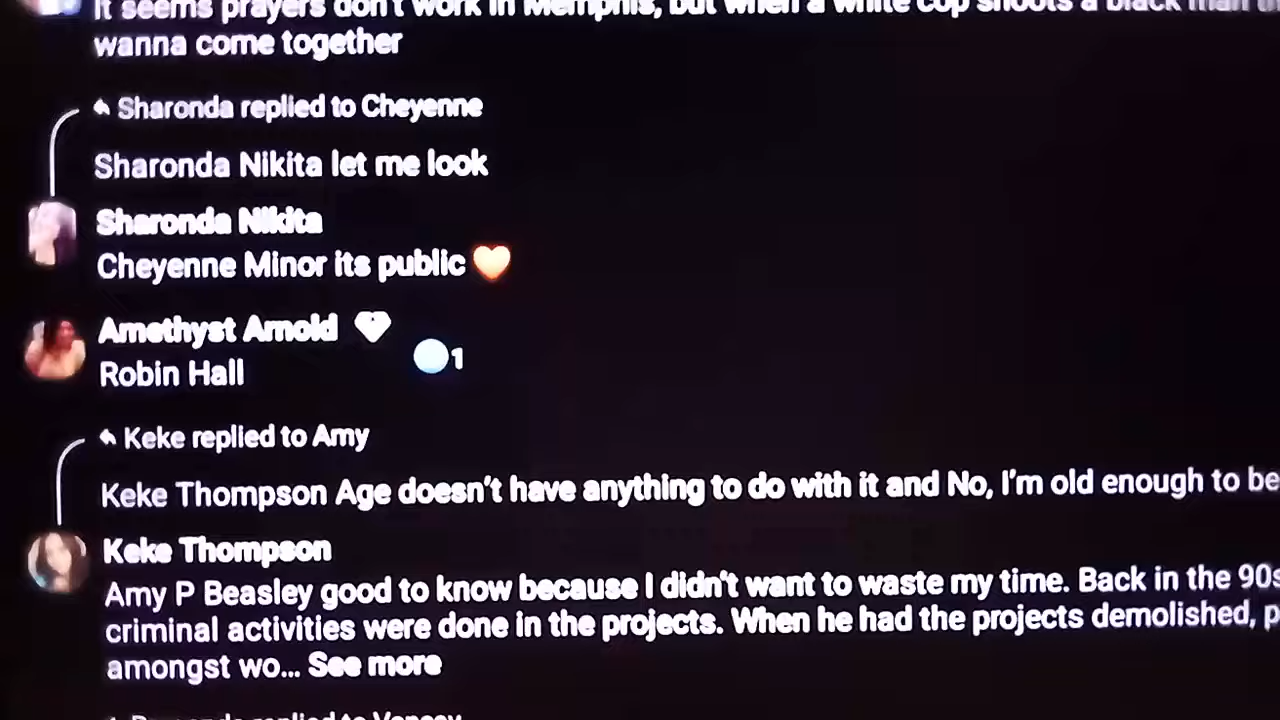 It seems prayers don't work in Memphis, but when a white cop shoots a black man
wanna come together
Sharonda replied to Cheyenne
Sharonda Nikita let me look
Sharonda Nikita
Cheyenne Minor its public 🧡
Amethyst Arnold
1
Robin Hall
Keke replied to Amy
Keke Thompson Age doesn't have anything to do with it and No, I'm old enough to be
Keke Thompson
Amy P Beasley good to know because I didn't want to waste my time. Back in the 90s
criminal activities were done in the projects. When he had the projects demolished, p
amongst wo... See more
replied to